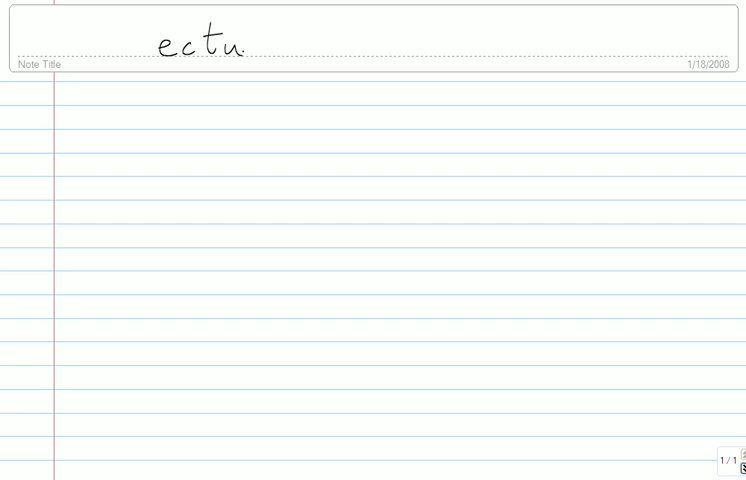 ectu
Note Title
1/18/2008
1 / 1